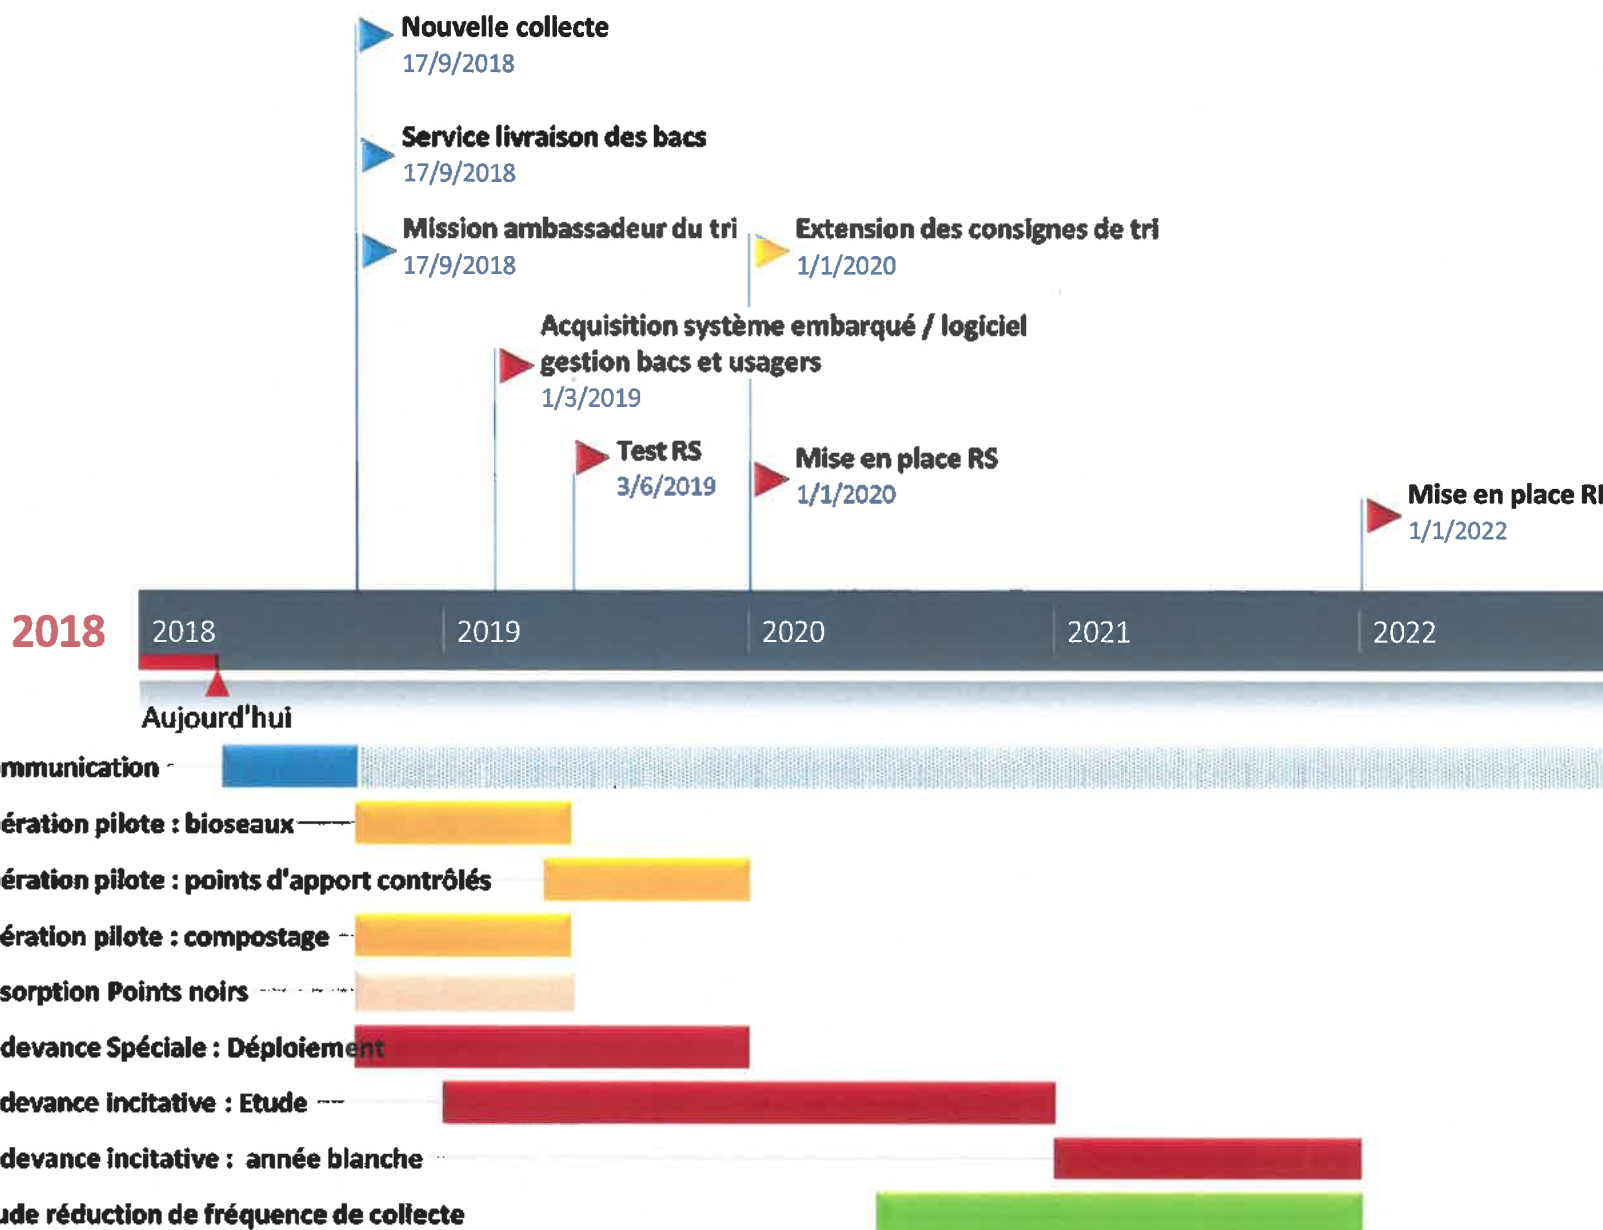 Nouvelle collecte
17/9/2018
Service livraison des bacs
17/9/2018
Mission ambassadeur du tri
17/9/2018
Extension des consignes de tri
1/1/2020
Acquisition système embarqué / logiciel
gestion bacs et usagers
1/3/2019
Test RS
3/6/2019
Mise en place RS
1/1/2020
Mise en place RI
1/1/2022
2018
2018 2019 2020 2021 2022
Aujourd'hui
mmunication
ération pilote : bioseaux
ération pilote : points d'apport contrôlés
ération pilote : compostage
sorption Points noirs
devance Spéciale : Déploiement
devance incitative : Etude
devance incitative : année blanche
ude réduction de fréquence de collecte